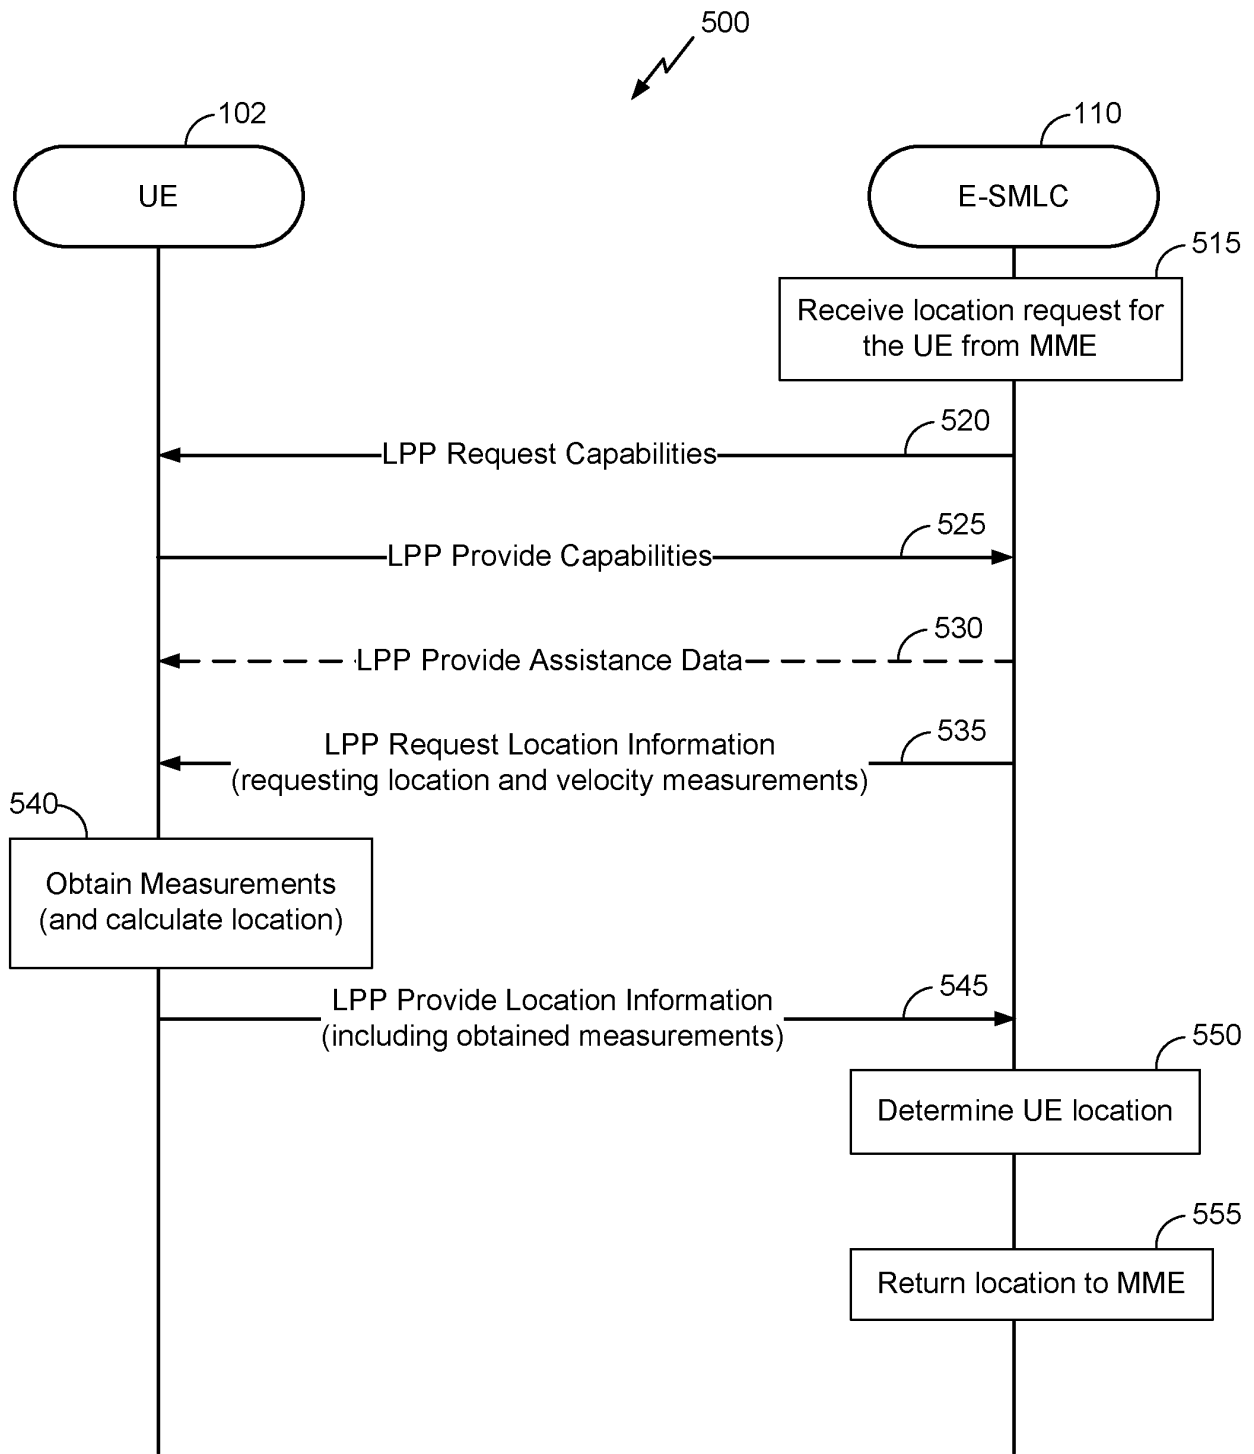 500
102
110
UE
E-SMLC
515
Receive location request for
the UE from MME
520
LPP Request Capabilities
525
LPP Provide Capabilities
530
LPP Provide Assistance Data
535
LPP Request Location Information
(requesting location and velocity measurements)
540
Obtain Measurements
(and calculate location)
545
LPP Provide Location Information
(including obtained measurements)
550
Determine UE location
555
Return location to MME